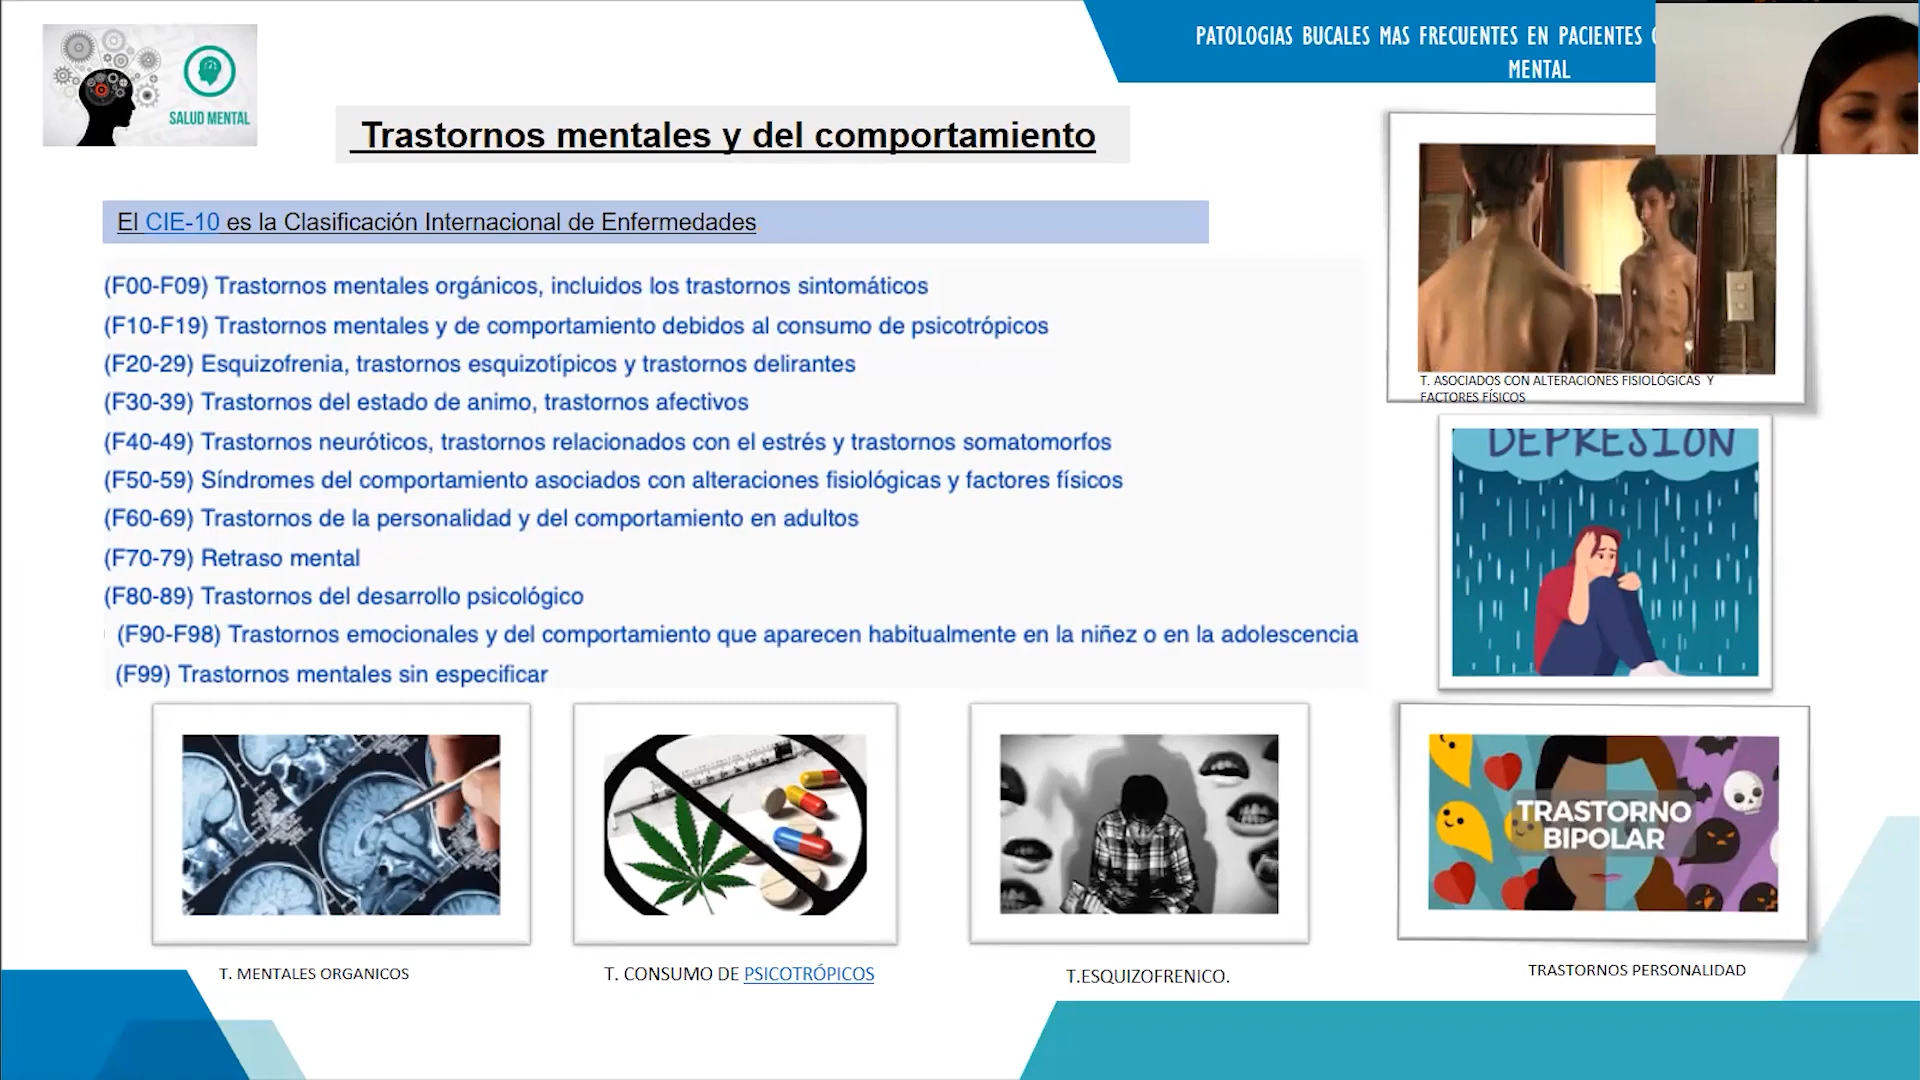 PATOLOGIAS BUCALES MAS FRECUENTES EN PACIENTES
MENTAL
SALUD MENTAL
Trastornos mentales y del comportamiento
El CIE-10 es la Clasificación Internacional de Enfermedades
(F00-F09) Trastornos mentales orgánicos, incluidos los trastornos sintomáticos
(F10-F19) Trastornos mentales y de comportamiento debidos al consumo de psicotrópicos
(F20-29) Esquizofrenia, trastornos esquizotípicos y trastornos delirantes
(F30-39) Trastornos del estado de animo, trastornos afectivos
(F40-49) Trastornos neuróticos, trastornos relacionados con el estrés y trastornos somatomorfos
(F50-59) Síndromes del comportamiento asociados con alteraciones fisiológicas y factores físicos
(F60-69) Trastornos de la personalidad y del comportamiento en adultos
(F70-79) Retraso mental
(F80-89) Trastornos del desarrollo psicológico
(F90-F98) Trastornos emocionales y del comportamiento que aparecen habitualmente en la niñez o en la adolescencia
(F99) Trastornos mentales sin especificar
T. ASOCIADOS CON ALTERACIONES FISIOLÓGICAS Y
FACTORES FÍSICOS
DEPRESIÓN
TRASTORNO
BIPOLAR
T. MENTALES ORGANICOS
T. CONSUMO DE PSICOTRÓPICOS
T.ESQUIZOFRENICO.
TRASTORNOS PERSONALIDAD